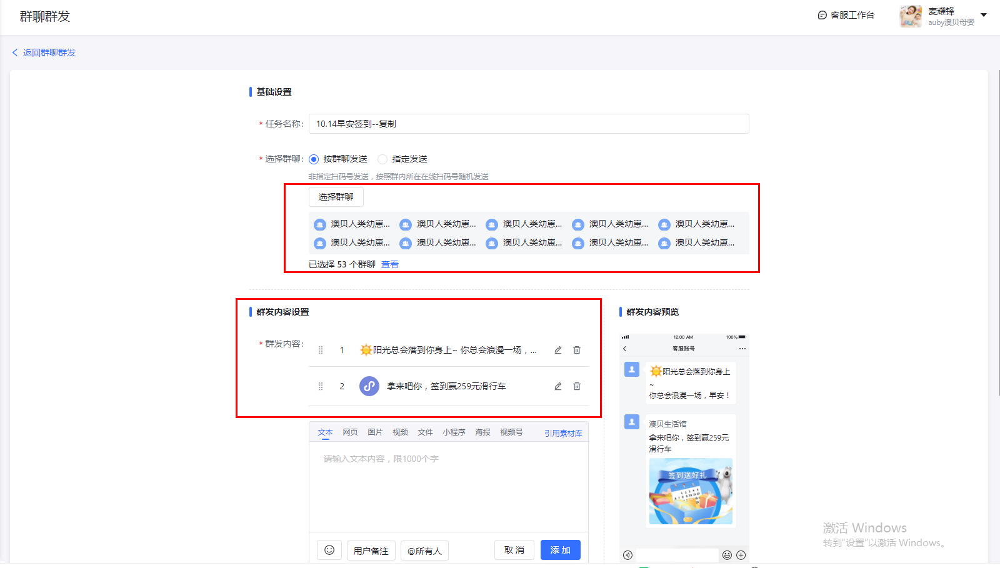 群聊群发
客服工作台
麦耀锋
auby澳贝母婴
返回群聊群发
基础设置
* 任务名称:
10.14早安签到--复制
* 选择群聊:
按群聊发送
指定发送
非指定扫码号发送，按照群内所在在线扫码号随机发送
选择群聊
澳贝人类幼崽... 澳贝人类幼崽... 澳贝人类幼崽... 澳贝人类幼崽... 澳贝人类幼崽...
澳贝人类幼崽... 澳贝人类幼崽... 澳贝人类幼崽... 澳贝人类幼崽... 澳贝人类幼崽...
已选择 53 个群聊 查看
群发内容设置
* 群发内容:
1 阳光总会落到你身上~ 你总会浪漫一场，...
2 拿来吧你，签到赢259元滑行车
文本 网页 图片 视频 文件 小程序 海报 视频号 引用素材库
请输入文本内容，限1000个字
用户备注 @所有人 取 消 添 加
群发内容预览
12:00 AM 100%
客服账号
阳光总会落到你身上
~
你总会浪漫一场，早安！
澳贝生活馆
拿来吧你，签到赢259元
滑行车
签到送好礼
激活 Windows
转到“设置”以激活 Windows。